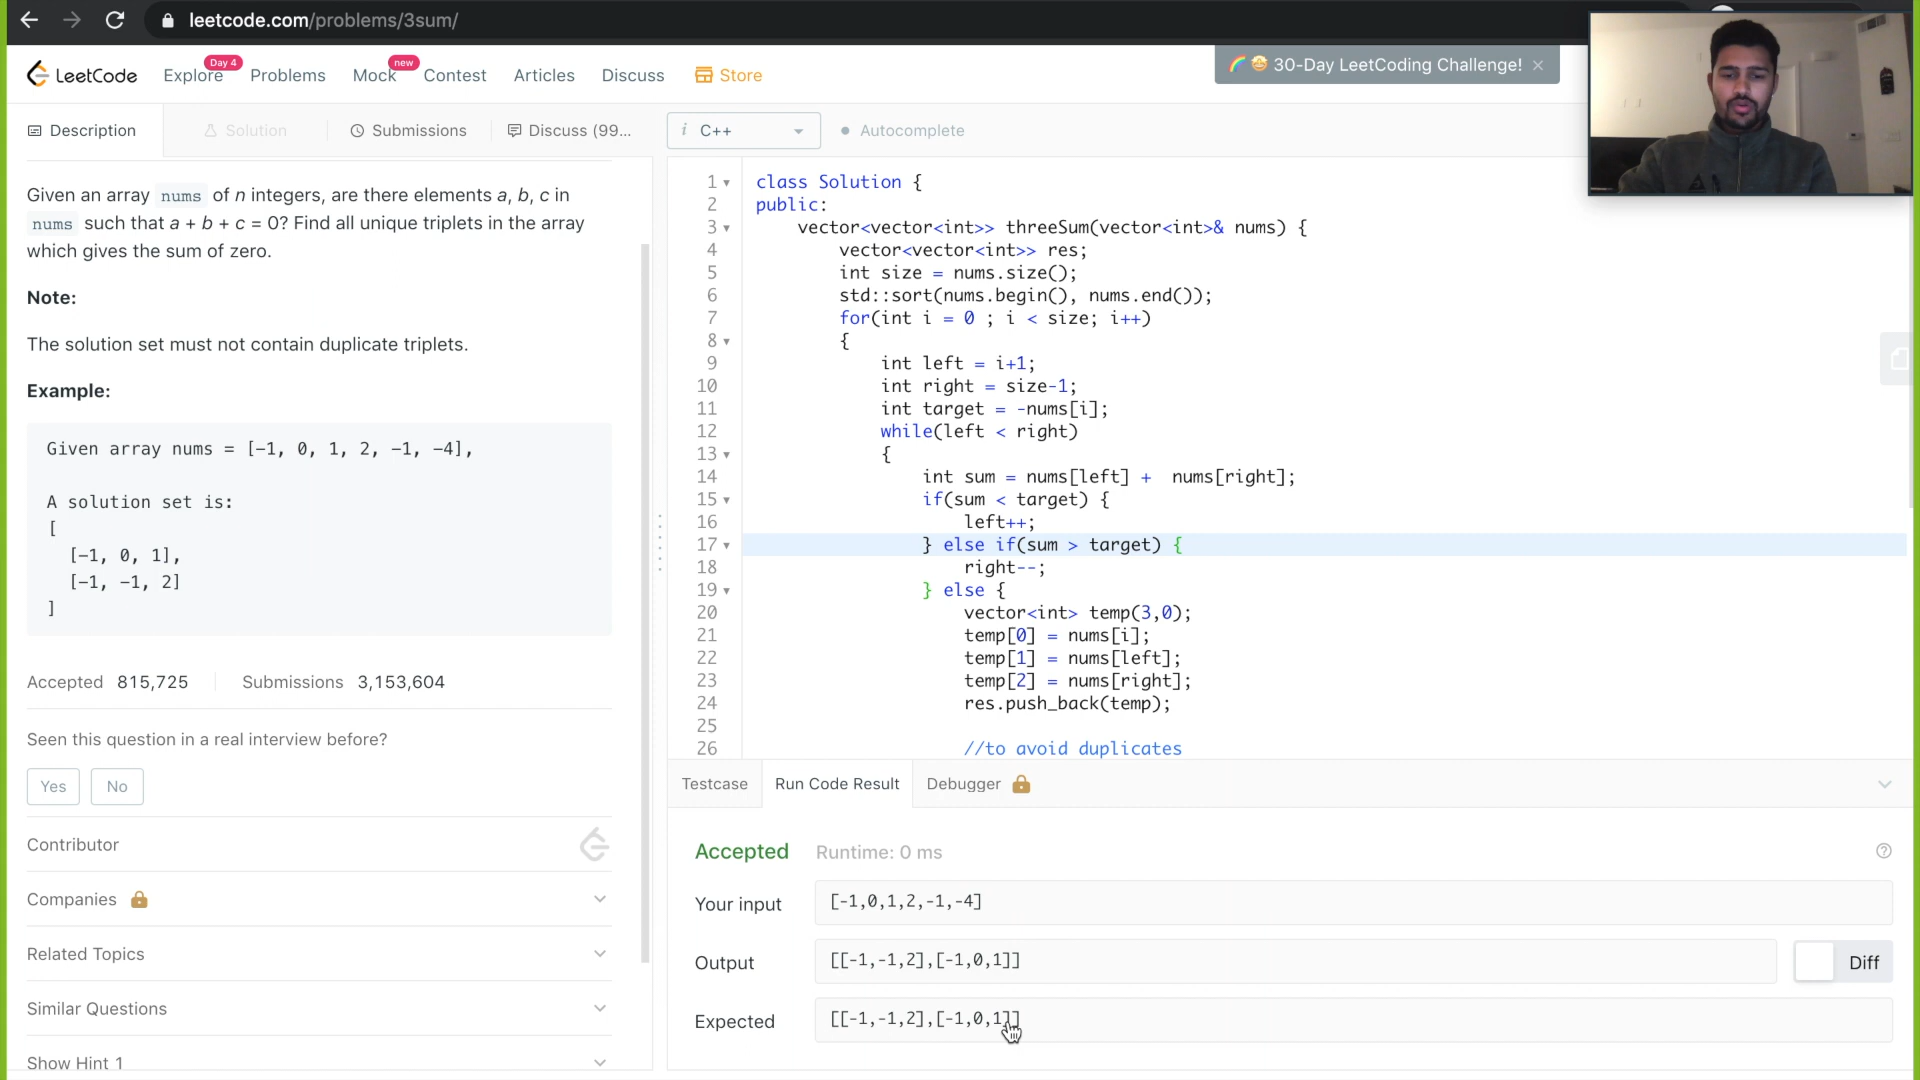 leetcode.com/problems/3sum/
LeetCode
Explore
Day 4
Problems
Mock
new
Contest
Articles
Discuss
Store
30-Day LeetCoding Challenge!
Description
Solution
Submissions
Discuss (99...
i C++
Autocomplete
Given an array nums of n integers, are there elements a, b, c in
nums such that a + b + c = 0? Find all unique triplets in the array
which gives the sum of zero.
Note:
The solution set must not contain duplicate triplets.
Example:
Given array nums = [-1, 0, 1, 2, -1, -4],
A solution set is:
[
[-1, 0, 1],
[-1, -1, 2]
]
Accepted 815,725
Submissions 3,153,604
Seen this question in a real interview before?
Yes
No
Contributor
Companies
Related Topics
Similar Questions
Show Hint 1
1 class Solution {
2 public:
3 vector<vector<int>> threeSum(vector<int>& nums) {
4 vector<vector<int>> res;
5 int size = nums.size();
6 std::sort(nums.begin(), nums.end());
7 for(int i = 0 ; i < size; i++)
8 {
9 int left = i+1;
10 int right = size-1;
11 int target = -nums[i];
12 while(left < right)
13 {
14 int sum = nums[left] +  nums[right];
15 if(sum < target) {
16 left++;
17 } else if(sum > target) {
18 right--;
19 } else {
20 vector<int> temp(3,0);
21 temp[0] = nums[i];
22 temp[1] = nums[left];
23 temp[2] = nums[right];
24 res.push_back(temp);
25
26 //to avoid duplicates
Testcase
Run Code Result
Debugger
Accepted
Runtime: 0 ms
Your input
[-1,0,1,2,-1,-4]
Output
[[-1,-1,2],[-1,0,1]]
Diff
Expected
[[-1,-1,2],[-1,0,1]]